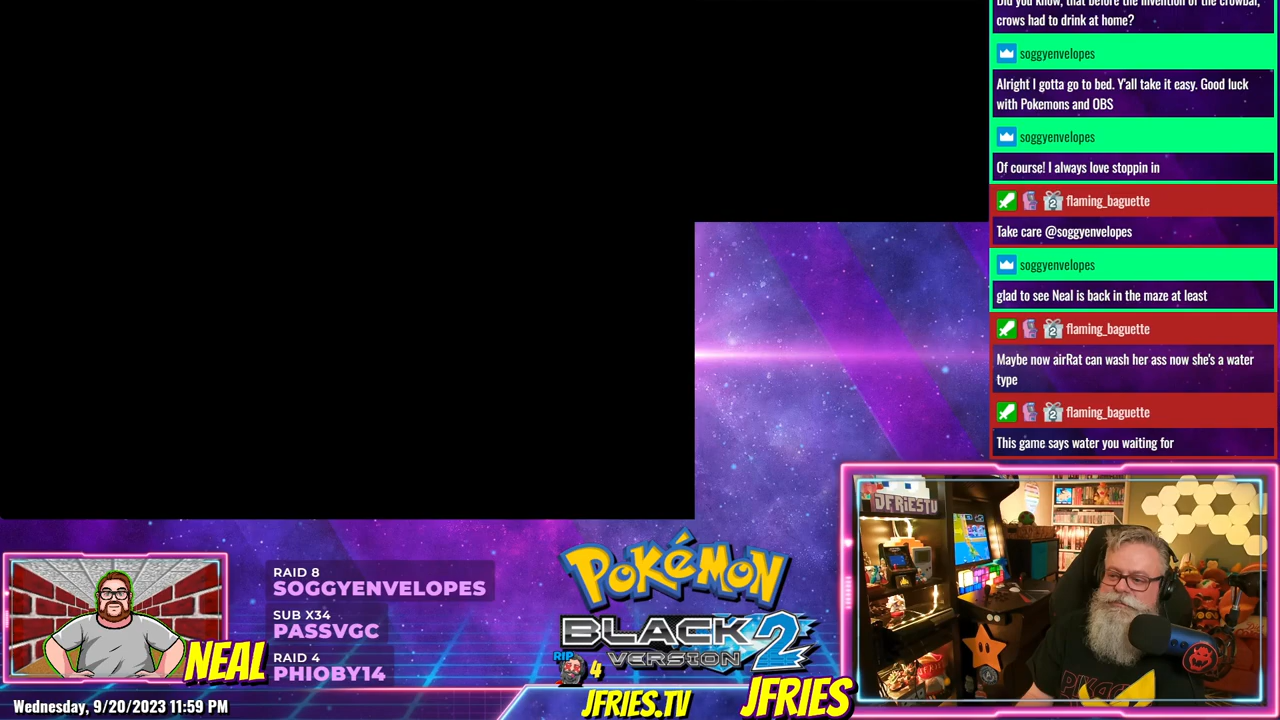 Did you know, that before the invention of the crowbar,
crows had to drink at home?
soggyenvelopes
Alright I gotta go to bed. Y'all take it easy. Good luck
with Pokemons and OBS
soggyenvelopes
Of course! I always love stoppin in
2 flaming_baguette
Take care @soggyenvelopes
soggyenvelopes
glad to see Neal is back in the maze at least
2 flaming_baguette
Maybe now airRat can wash her ass now she's a water
type
2 flaming_baguette
This game says water you waiting for
JFRIESTV
NEAL
RAID 8
SOGGYENVELOPES
SUB X34
PASSVGC
RAID 4
PHIOBY14
POKéMON
BLACK 2
VERSION
RIP
4
JFRIES.TV
JFRIES
Wednesday, 9/20/2023 11:59 PM